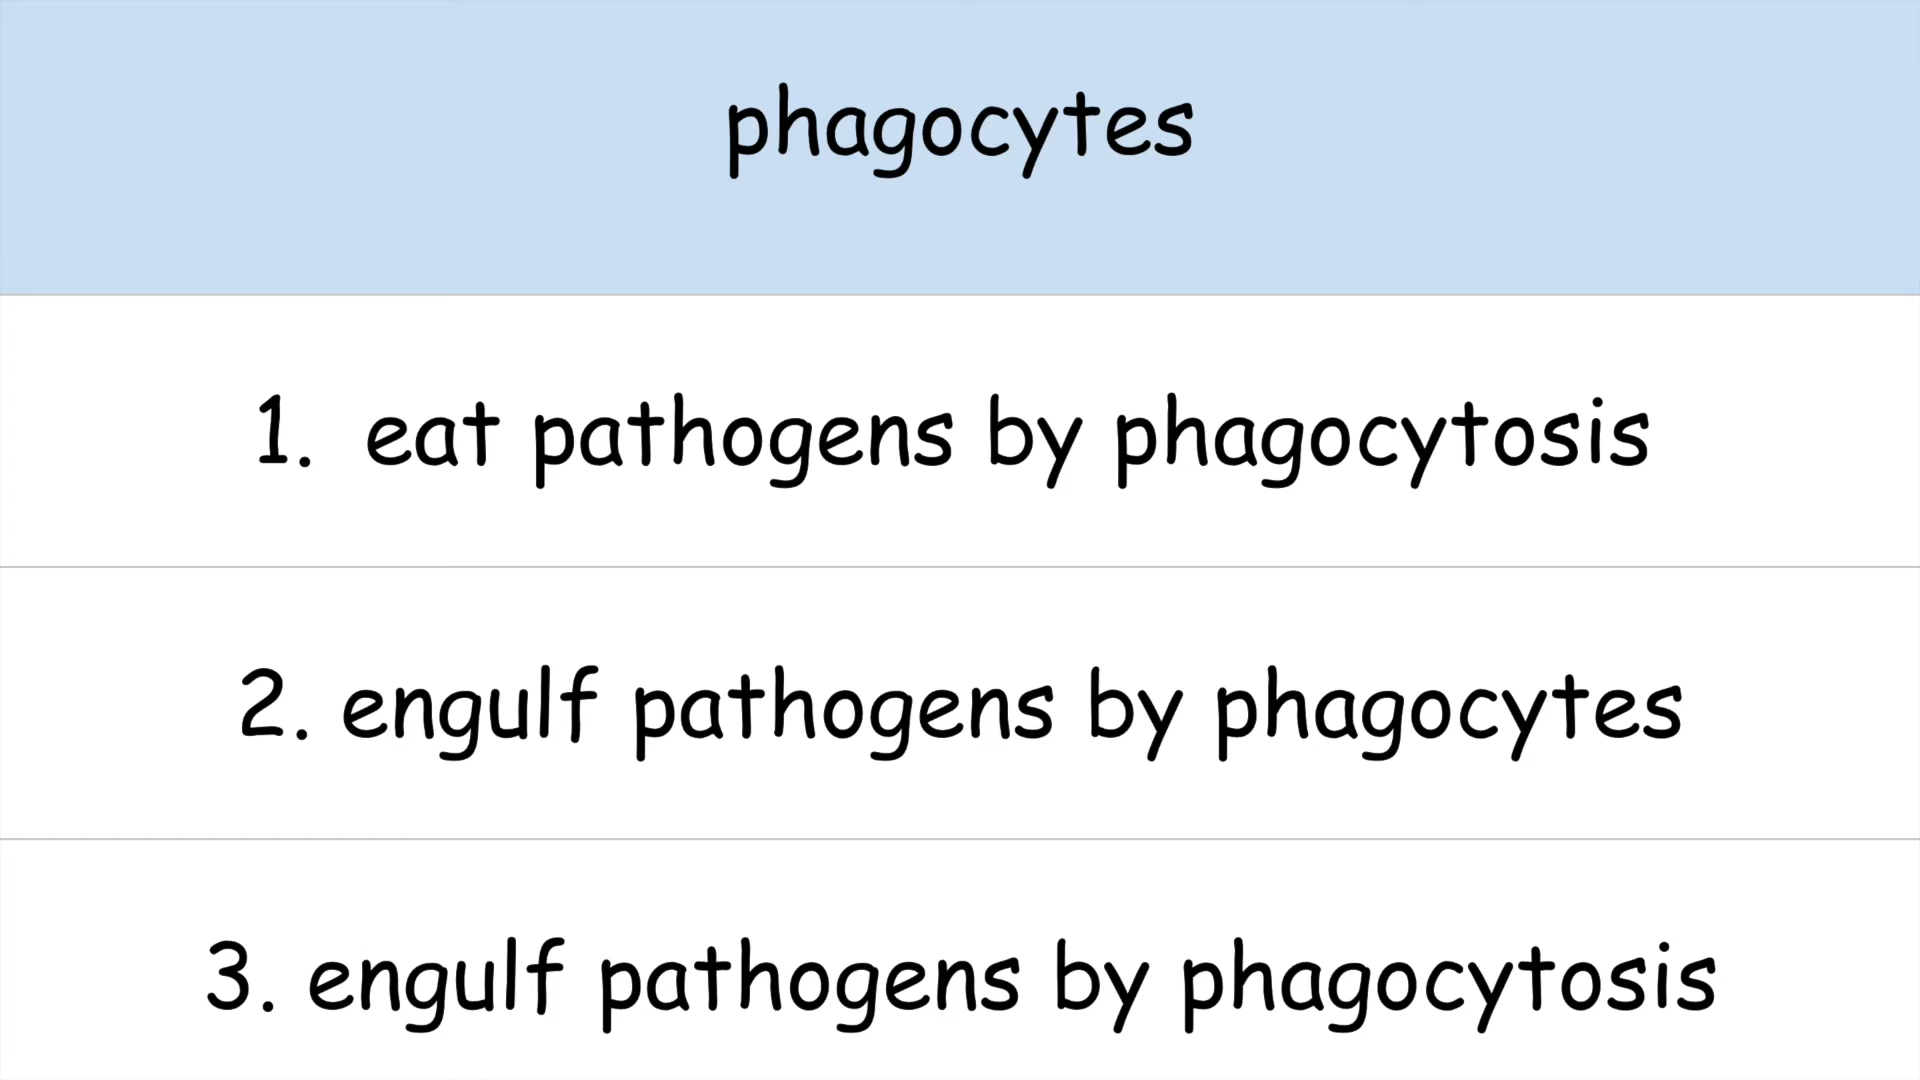 phagocytes
1. eat pathogens by phagocytosis
2. engulf pathogens by phagocytes
3. engulf pathogens by phagocytosis